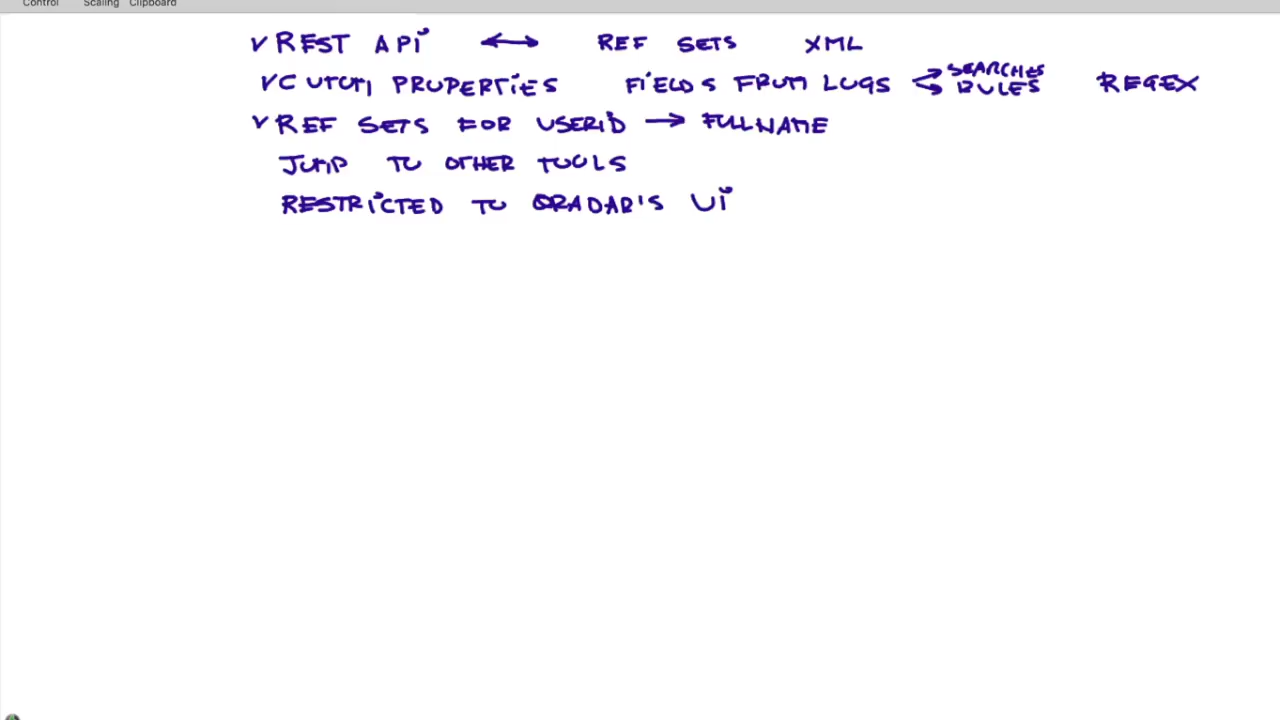 Control Scaling Clipboard
✓ REST API ↔ REF SETS XML
✓ CUTOM PROPERTIES FIELDS FROM LOGS SEARCHES RULES REGEX
✓ REF SETS FOR USERID → FULLNAME
JUMP TO OTHER TOOLS
RESTRICTED TO QRADAR'S UI